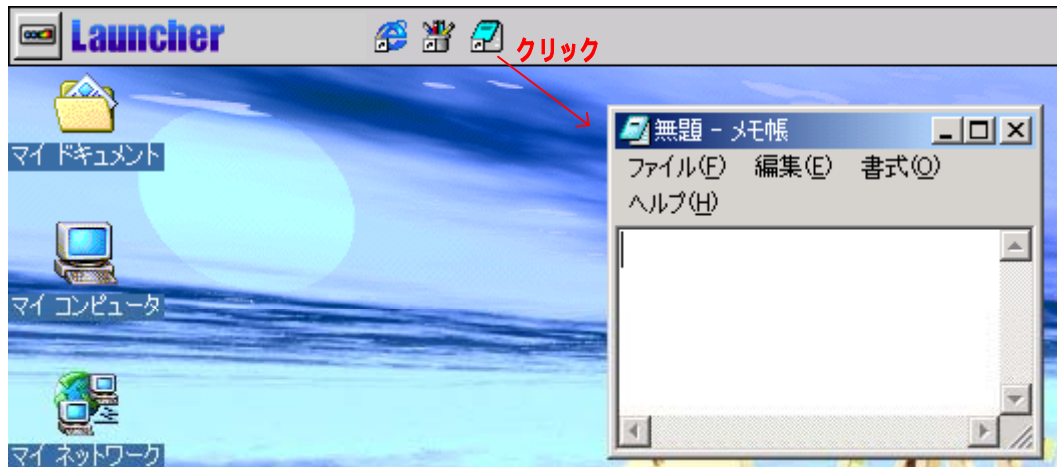 Launcher
クリック
マイ ドキュメント
マイ コンピュータ
マイ ネットワーク
無題 - メモ帳
ファイル(F) 編集(E) 書式(O)
ヘルプ(H)